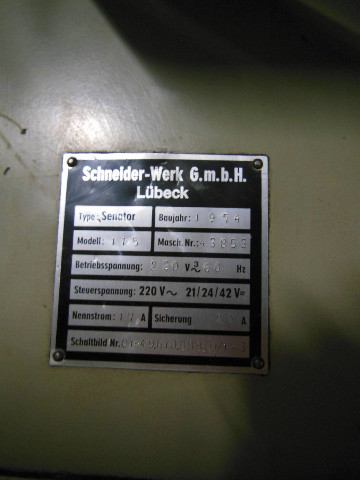 Schneider-Werk G.m.b.H.
Lübeck
Type: Senator Baujahr:
Modell: 115 Masch. Nr.:
Betriebsspannung: V Hz
Steuerspannung: 220 V~ 21/24/42 V=
Nennstrom: A Sicherung A
Schaltbild Nr.